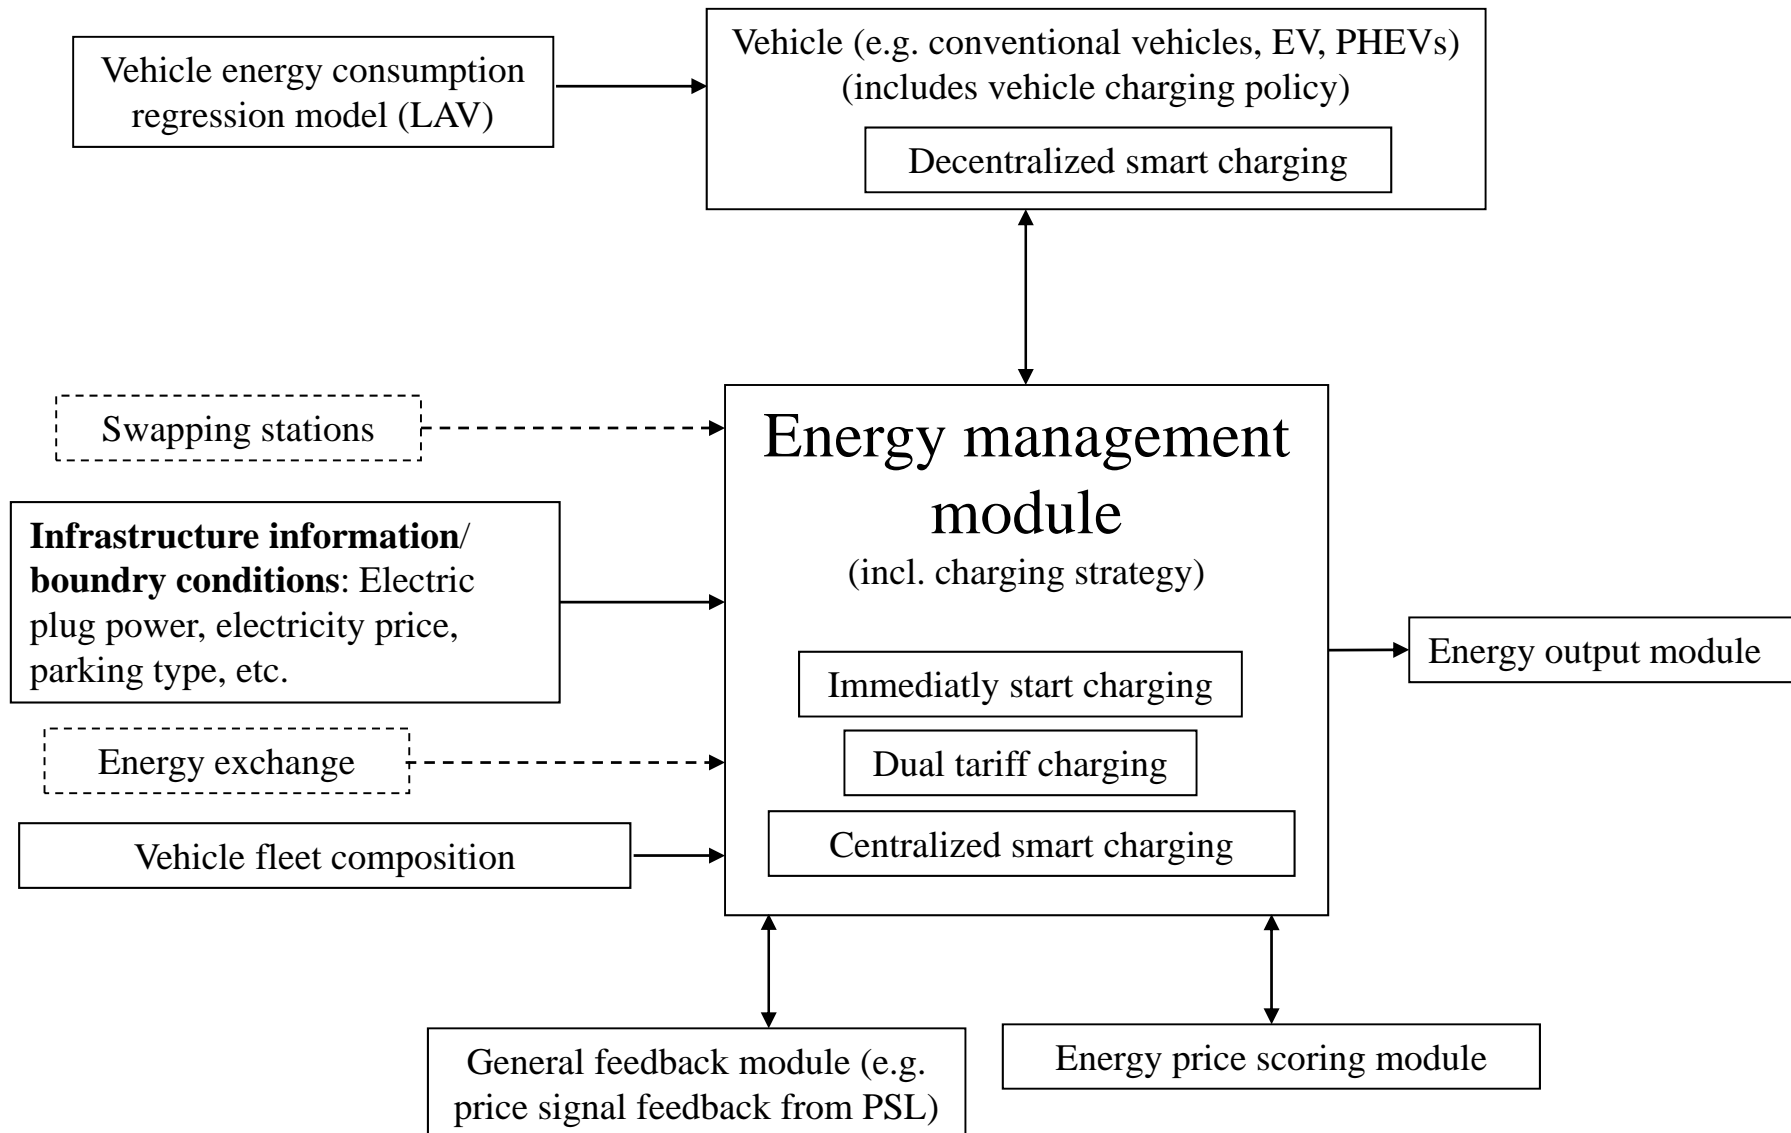 Vehicle energy consumption
regression model (LAV)
Vehicle (e.g. conventional vehicles, EV, PHEVs)
(includes vehicle charging policy)
Decentralized smart charging
Swapping stations
Infrastructure information/
boundry conditions: Electric
plug power, electricity price,
parking type, etc.
Energy exchange
Vehicle fleet composition
Energy management
module
(incl. charging strategy)
Immediatly start charging
Dual tariff charging
Centralized smart charging
Energy output module
General feedback module (e.g.
price signal feedback from PSL)
Energy price scoring module